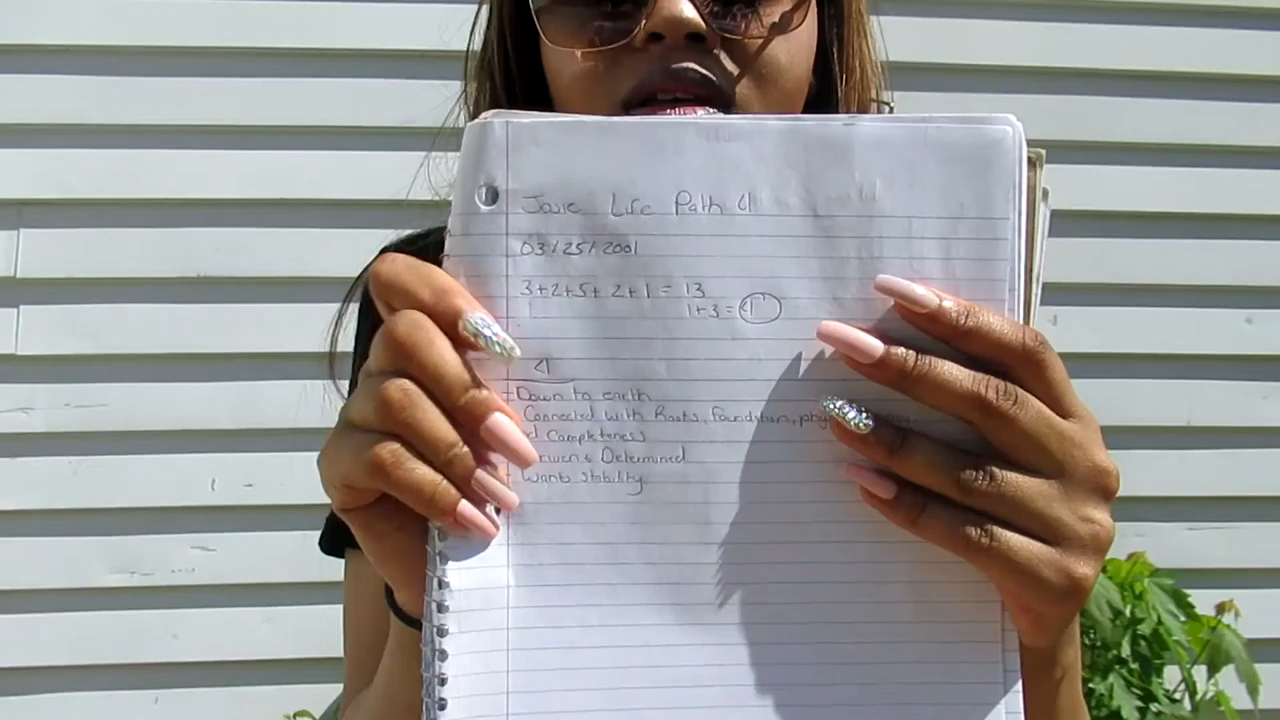 Josie Life Path 4
03/25/2001
3+2+5+2+1 = 13
1+3 = 4
4
Down to earth
Connected with Roots, foundation,
Completeness
& Determined
Wants stability